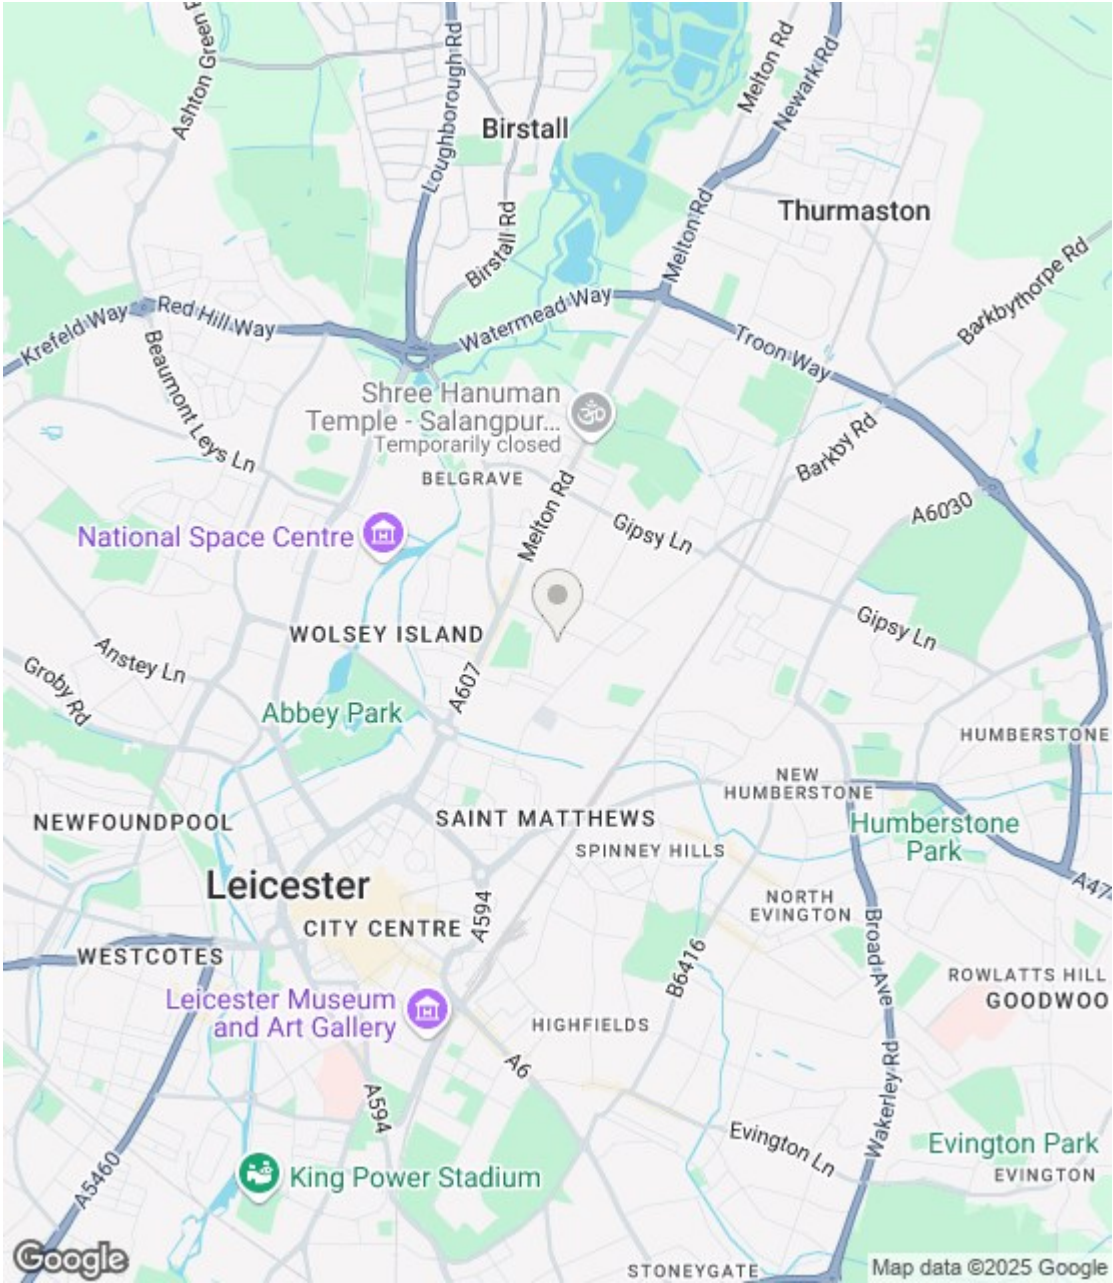 Ashton Green
Loughborough Rd
Birstall
Melton Rd
Newark Rd
Birstall Rd
Melton Rd
Thurmaston
Barkbythorpe Rd
Krefeld Way
Red Hill Way
Watermead Way
Troon Way
Beaumont Leys Ln
Shree Hanuman
Temple - Salangpur...
Temporarily closed
BELGRAVE
Melton Rd
Barkby Rd
A6030
National Space Centre
Gipsy Ln
Gipsy Ln
WOLSEY ISLAND
Anstey Ln
Groby Rd
A607
Abbey Park
HUMBERSTONE
NEW
HUMBERSTONE
NEWFOUNDPOOL
SAINT MATTHEWS
Humberstone
Park
SPINNEY HILLS
A47
Leicester
NORTH
EVINGTON
CITY CENTRE
A594
Broad Ave
WESTCOTES
B6416
ROWLATTS HILL
GOODWOO
Leicester Museum
and Art Gallery
HIGHFIELDS
A6
A594
Wakerley Rd
Evington Ln
Evington Park
EVINGTON
King Power Stadium
A5460
STONEYGATE
Google
Map data ©2025 Google